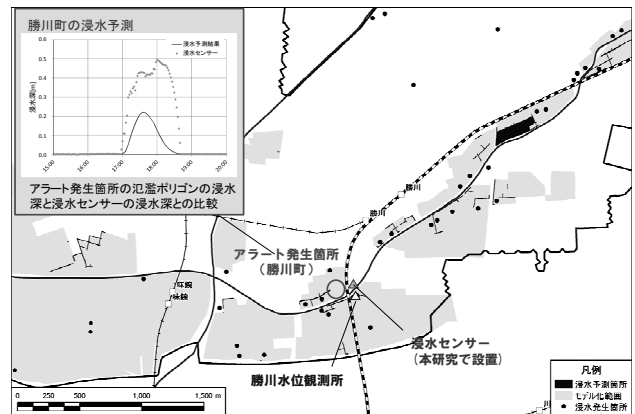 勝川町の浸水予測
0.6
0.5
0.4
0.3
0.2
0.1
0.0
浸水深[m]
浸水予測結果
浸水センサー
15:00
16:00
17:00
18:00
19:00
20:00
アラート発生箇所の氾濫ポリゴンの浸水
深と浸水センサーの浸水深との比較
勝川
勝川
アラート発生箇所
(勝川町)
味鋺
味鋺
浸水センサー
(本研究で設置)
勝川水位観測所
0 250 500 1,000 1,500 m
凡例
浸水予測箇所
モデル化範囲
浸水発生箇所